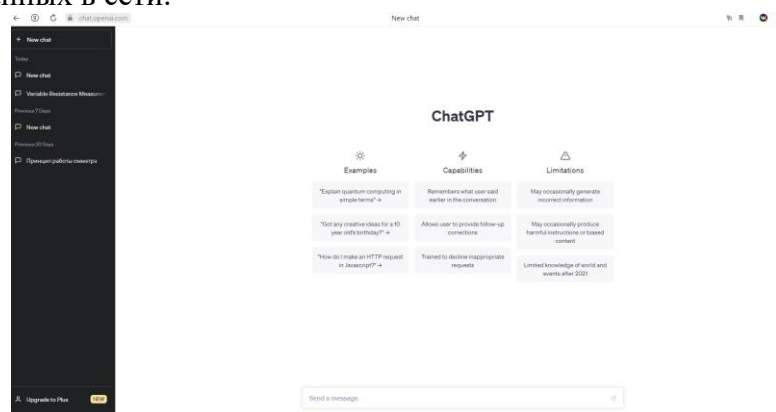 в сети.
chat.openai.com
New chat
+ New chat
Today
New chat
Variable Resistance Measure
Previous 7 Days
New chat
Previous 30 Days
Принцип работы
Upgrade to Plus NEW
ChatGPT
Examples
"Explain quantum computing in
simple terms" →
"Got any creative ideas for a 10
year old's birthday?" →
"How do I make an HTTP request
in Javascript?" →
Capabilities
Remembers what user said
earlier in the conversation
Allows user to provide follow-up
corrections
Trained to decline inappropriate
requests
Limitations
May occasionally generate
incorrect information
May occasionally produce
harmful instructions or biased
content
Limited knowledge of world and
events after 2021
Send a message.